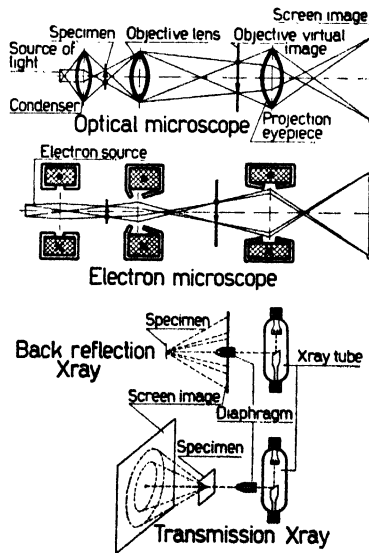 Screen image
Specimen
Objective lens
Objective virtual
image
Source of
light
Condenser
Projection
eyepiece
Optical microscope
Electron source
Electron microscope
Specimen
Back reflection
Xray
Xray tube
Screen image
Diaphragm
Specimen
Transmission Xray